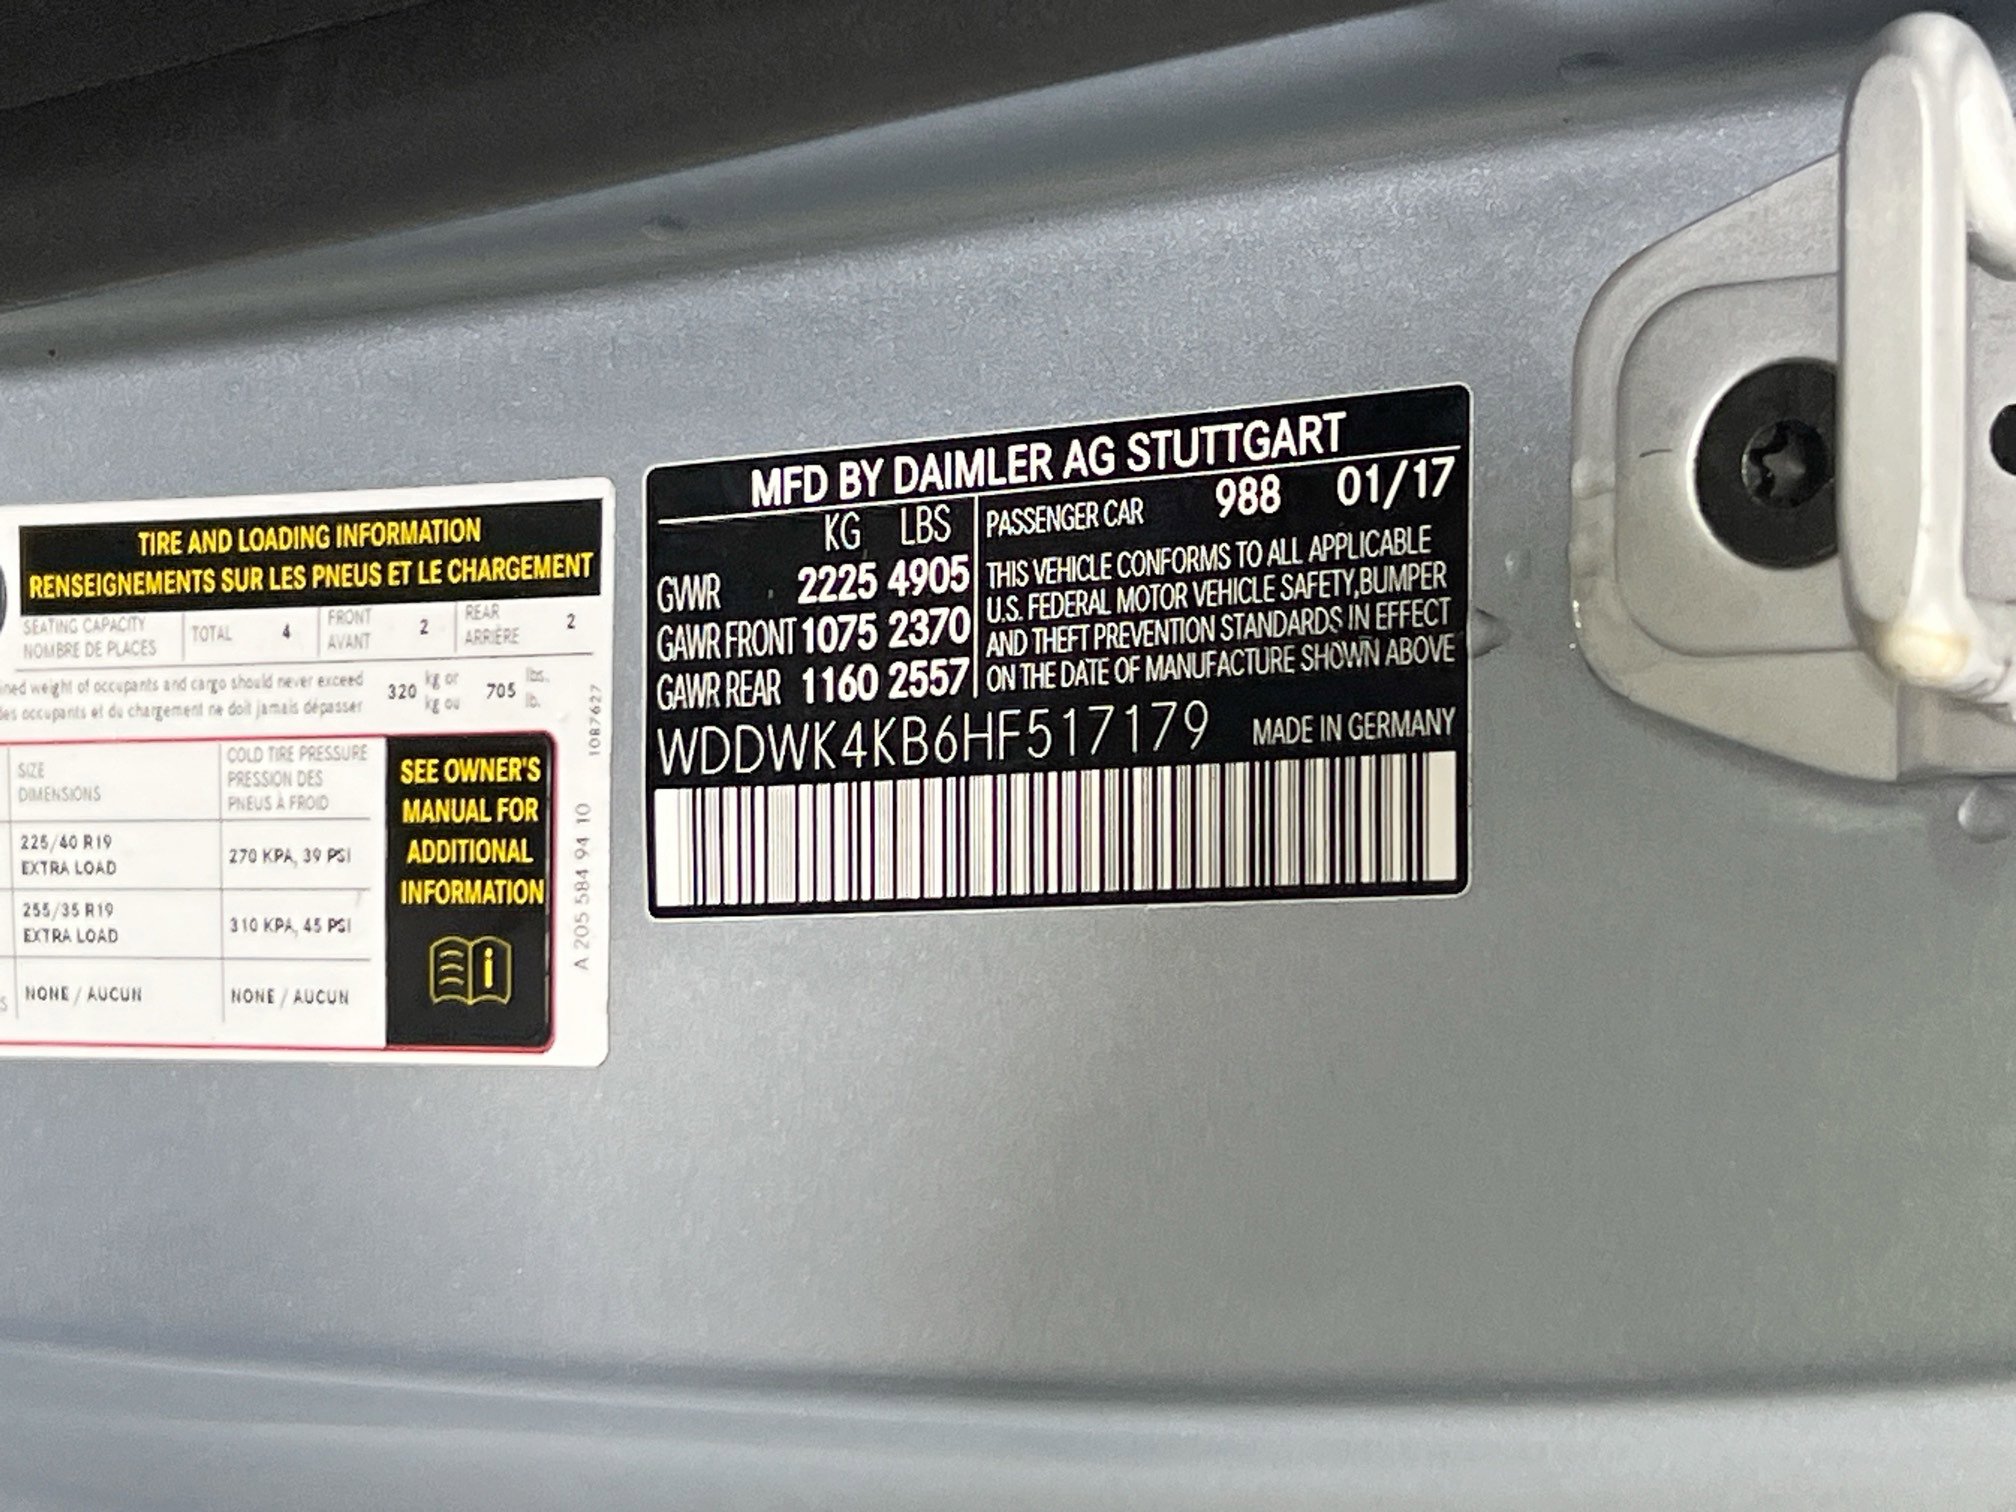 TIRE AND LOADING INFORMATION
RENSEIGNEMENTS SUR LES PNEUS ET LE CHARGEMENT
SEATING CAPACITY
NOMBRE DE PLACES
TOTAL 4
FRONT
AVANT
2
REAR
ARRIÈRE
2
ined weight of occupants and cargo should never exceed
des occupants et du chargement ne doit jamais dépasser
320
kg or
kg ou
705
lbs.
lb.
SIZE
DIMENSIONS
COLD TIRE PRESSURE
PRESSION DES
PNEUS À FROID
225/40 R19
EXTRA LOAD
270 KPA, 39 PSI
255/35 R19
EXTRA LOAD
310 KPA, 45 PSI
S
NONE / AUCUN
NONE / AUCUN
SEE OWNER'S
MANUAL FOR
ADDITIONAL
INFORMATION
i
A 205 584 94 10
1087627
MFD BY DAIMLER AG STUTTGART
KG LBS
GVWR 2225 4905
GAWR FRONT 1075 2370
GAWR REAR 1160 2557
PASSENGER CAR 988 01/17
THIS VEHICLE CONFORMS TO ALL APPLICABLE
U.S. FEDERAL MOTOR VEHICLE SAFETY,BUMPER
AND THEFT PREVENTION STANDARDS IN EFFECT
ON THE DATE OF MANUFACTURE SHOWN ABOVE
WDDWK4KB6HF517179 MADE IN GERMANY